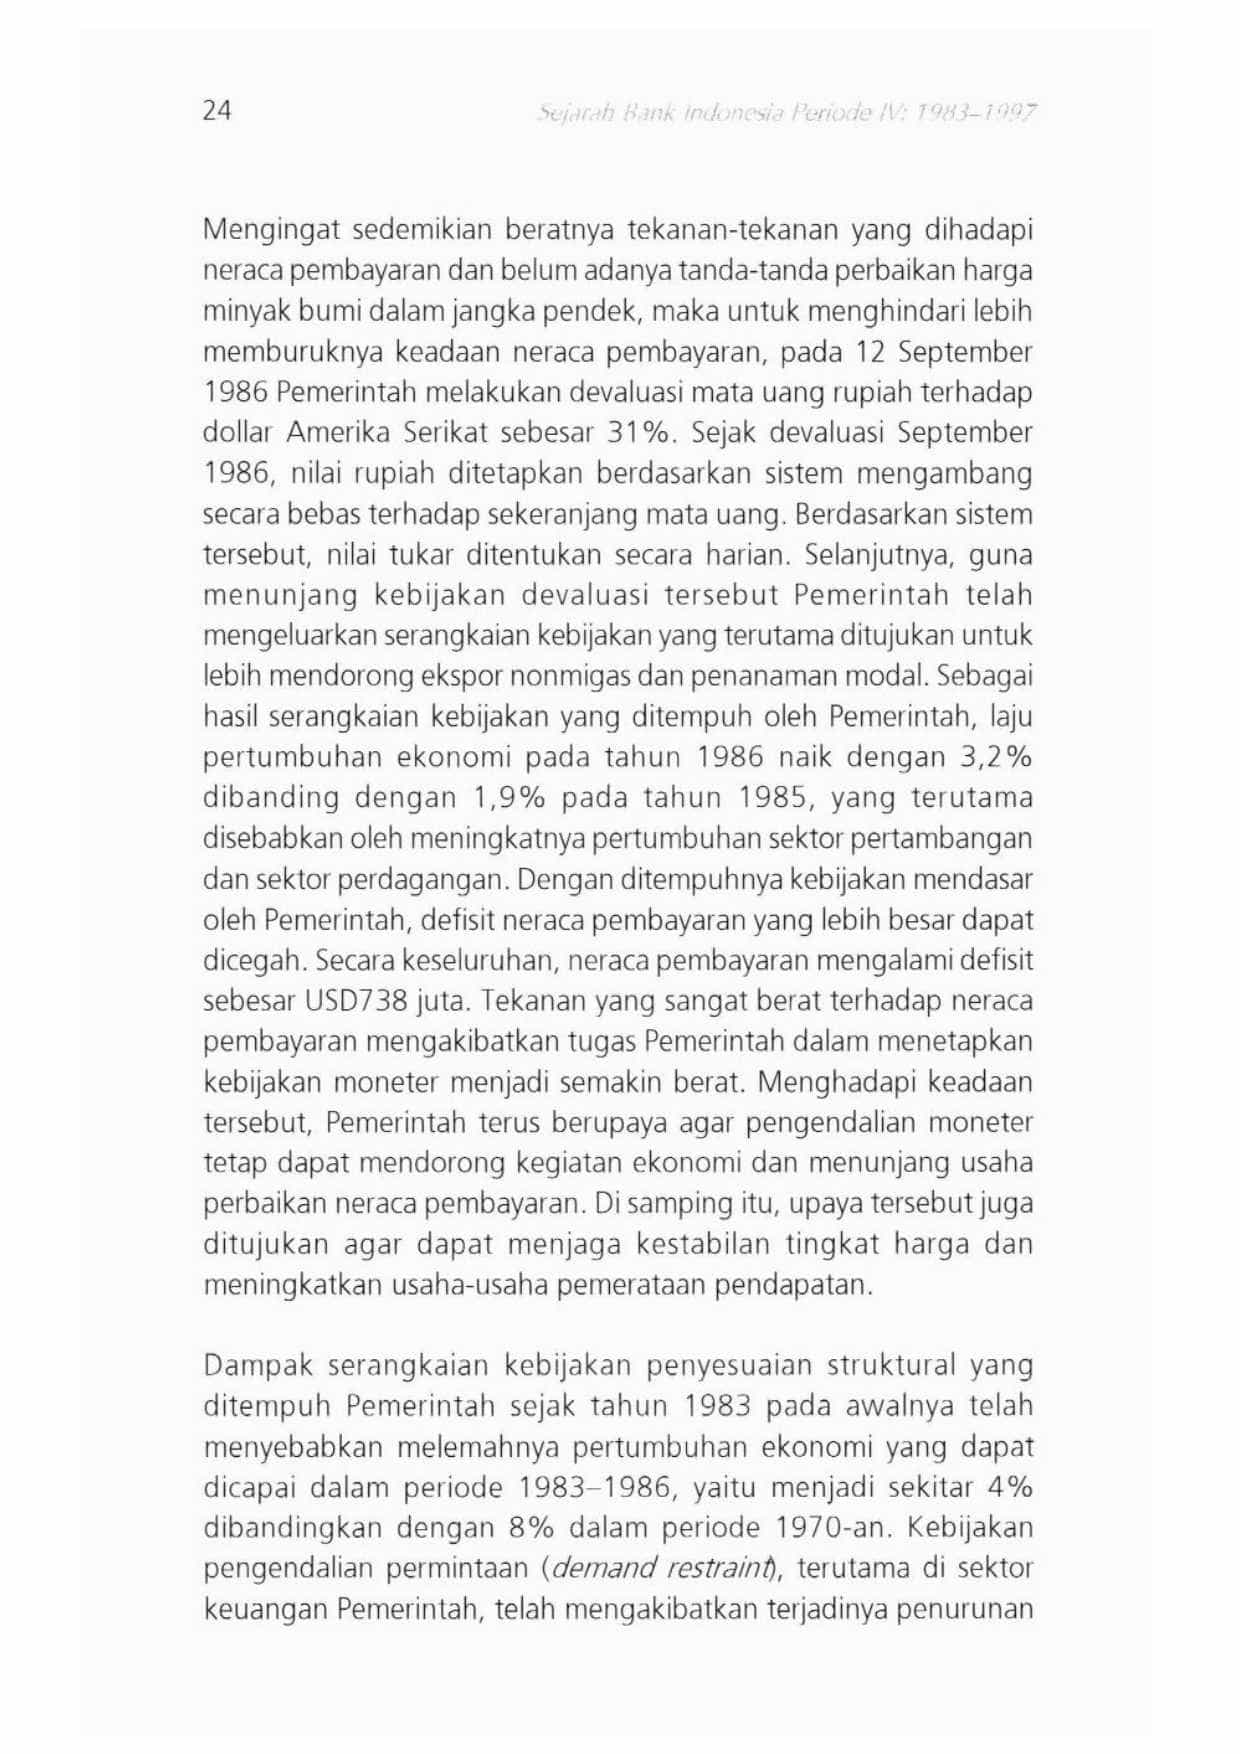 24
Sejarah Bank Indonesia Periode IV: 1983–1997
Mengingat sedemikian beratnya tekanan-tekanan yang dihadapi
neraca pembayaran dan belum adanya tanda-tanda perbaikan harga
minyak bumi dalam jangka pendek, maka untuk menghindari lebih
memburuknya keadaan neraca pembayaran, pada 12 September
1986 Pemerintah melakukan devaluasi mata uang rupiah terhadap
dollar Amerika Serikat sebesar 31%. Sejak devaluasi September
1986, nilai rupiah ditetapkan berdasarkan sistem mengambang
secara bebas terhadap sekeranjang mata uang. Berdasarkan sistem
tersebut, nilai tukar ditentukan secara harian. Selanjutnya, guna
menunjang kebijakan devaluasi tersebut Pemerintah telah
mengeluarkan serangkaian kebijakan yang terutama ditujukan untuk
lebih mendorong ekspor nonmigas dan penanaman modal. Sebagai
hasil serangkaian kebijakan yang ditempuh oleh Pemerintah, laju
pertumbuhan ekonomi pada tahun 1986 naik dengan 3,2%
dibanding dengan 1,9% pada tahun 1985, yang terutama
disebabkan oleh meningkatnya pertumbuhan sektor pertambangan
dan sektor perdagangan. Dengan ditempuhnya kebijakan mendasar
oleh Pemerintah, defisit neraca pembayaran yang lebih besar dapat
dicegah. Secara keseluruhan, neraca pembayaran mengalami defisit
sebesar USD738 juta. Tekanan yang sangat berat terhadap neraca
pembayaran mengakibatkan tugas Pemerintah dalam menetapkan
kebijakan moneter menjadi semakin berat. Menghadapi keadaan
tersebut, Pemerintah terus berupaya agar pengendalian moneter
tetap dapat mendorong kegiatan ekonomi dan menunjang usaha
perbaikan neraca pembayaran. Di samping itu, upaya tersebut juga
ditujukan agar dapat menjaga kestabilan tingkat harga dan
meningkatkan usaha-usaha pemerataan pendapatan.
Dampak serangkaian kebijakan penyesuaian struktural yang
ditempuh Pemerintah sejak tahun 1983 pada awalnya telah
menyebabkan melemahnya pertumbuhan ekonomi yang dapat
dicapai dalam periode 1983–1986, yaitu menjadi sekitar 4%
dibandingkan dengan 8% dalam periode 1970-an. Kebijakan
pengendalian permintaan (demand restraint), terutama di sektor
keuangan Pemerintah, telah mengakibatkan terjadinya penurunan